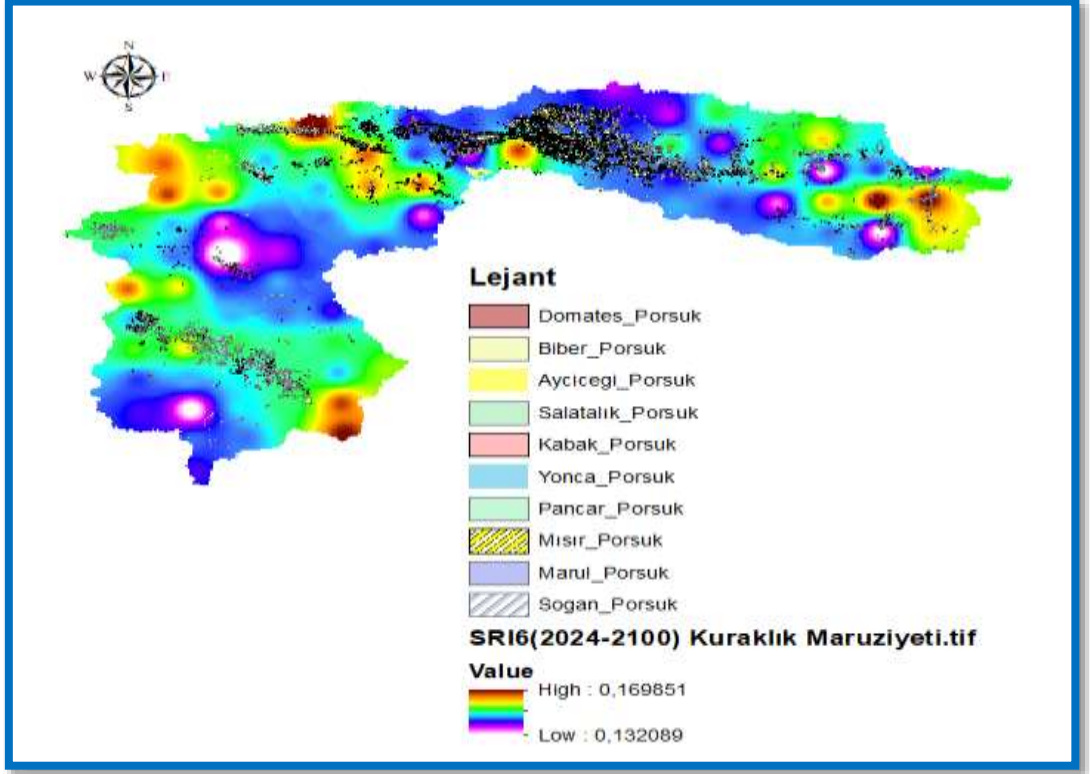 N
W E
S
Lejant
Domates_Porsuk
Biber_Porsuk
Aycicegi_Porsuk
Salatalık_Porsuk
Kabak_Porsuk
Yonca_Porsuk
Pancar_Porsuk
Mısır_Porsuk
Marul_Porsuk
Sogan_Porsuk
SRI6(2024-2100) Kuraklık Maruziyeti.tif
Value
High : 0,169851
Low : 0,132089